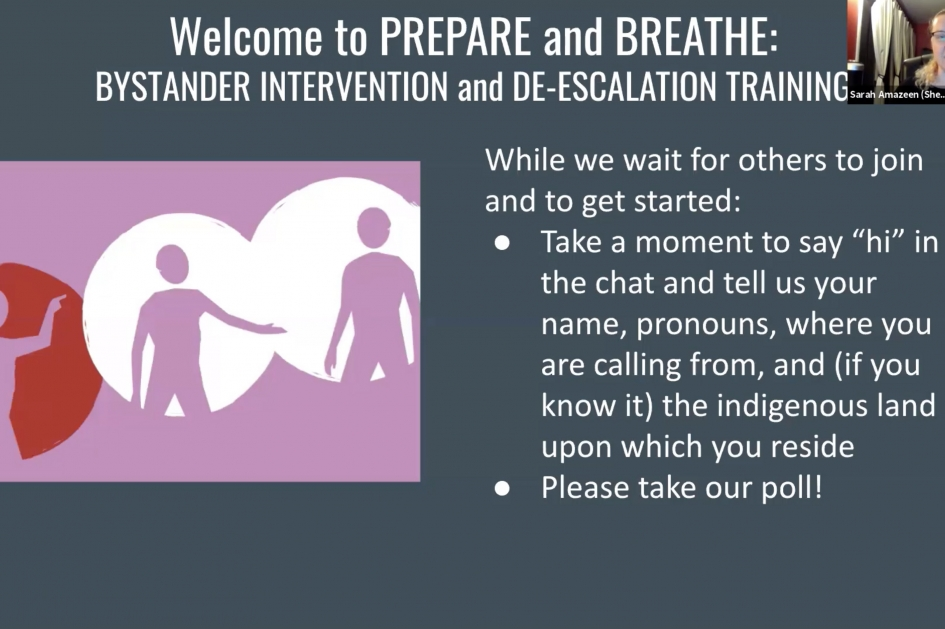 Welcome to PREPARE and BREATHE:
BYSTANDER INTERVENTION and DE-ESCALATION TRAINING
Sarah Amazeen (She...
While we wait for others to join
and to get started:
● Take a moment to say “hi” in
the chat and tell us your
name, pronouns, where you
are calling from, and (if you
know it) the indigenous land
upon which you reside
● Please take our poll!